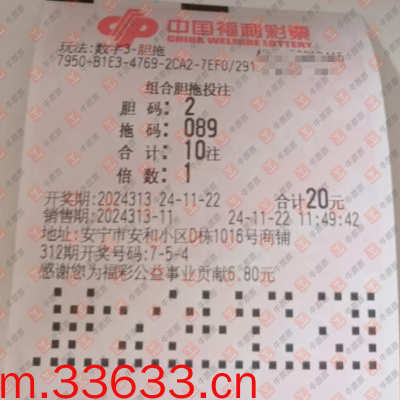 中国福利彩票
CHINA WELFARE LOTTERY
玩法:数字3-胆拖
7950-B1E3-4769-2CA2-7EF0/291
组合胆拖投注
胆 码: 2
拖 码: 089
合 计: 10注
倍 数: 1
开奖期:2024313 24-11-22 合计20元
销售期:2024313-11 24-11-22 11:49:42
地址:安宁市安和小区D栋1016号商铺
312期开奖号码:7-5-4
感谢您为福彩公益事业贡献6.80元
m.33633.cn